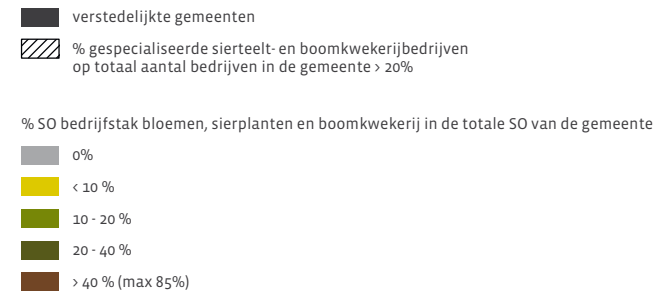 verstedelijkte gemeenten
% gespecialiseerde sierteelt- en boomkwekerijbedrijven
op totaal aantal bedrijven in de gemeente > 20%
% SO bedrijfstak bloemen, sierplanten en boomkwekerij in de totale SO van de gemeente
0%
< 10 %
10 - 20 %
20 - 40 %
> 40 % (max 85%)